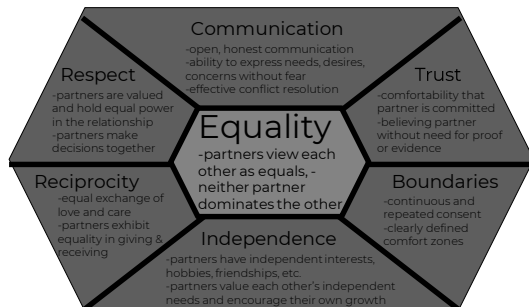 Communication
-open, honest communication
-ability to express needs, desires,
concerns without fear
-effective conflict resolution
Respect
-partners are valued
and hold equal power
in the relationship
-partners make
decisions together
Trust
-comfortability that
partner is committed
-believing partner
without need for proof
or evidence
Equality
-partners view each
other as equals, -
neither partner
dominates the other
Reciprocity
-equal exchange of
love and care
-partners exhibit
equality in giving &
receiving
Boundaries
-continuous and
repeated consent
-clearly defined
comfort zones
Independence
-partners have independent interests,
hobbies, friendships, etc.
-partners value each other's independent
needs and encourage their own growth